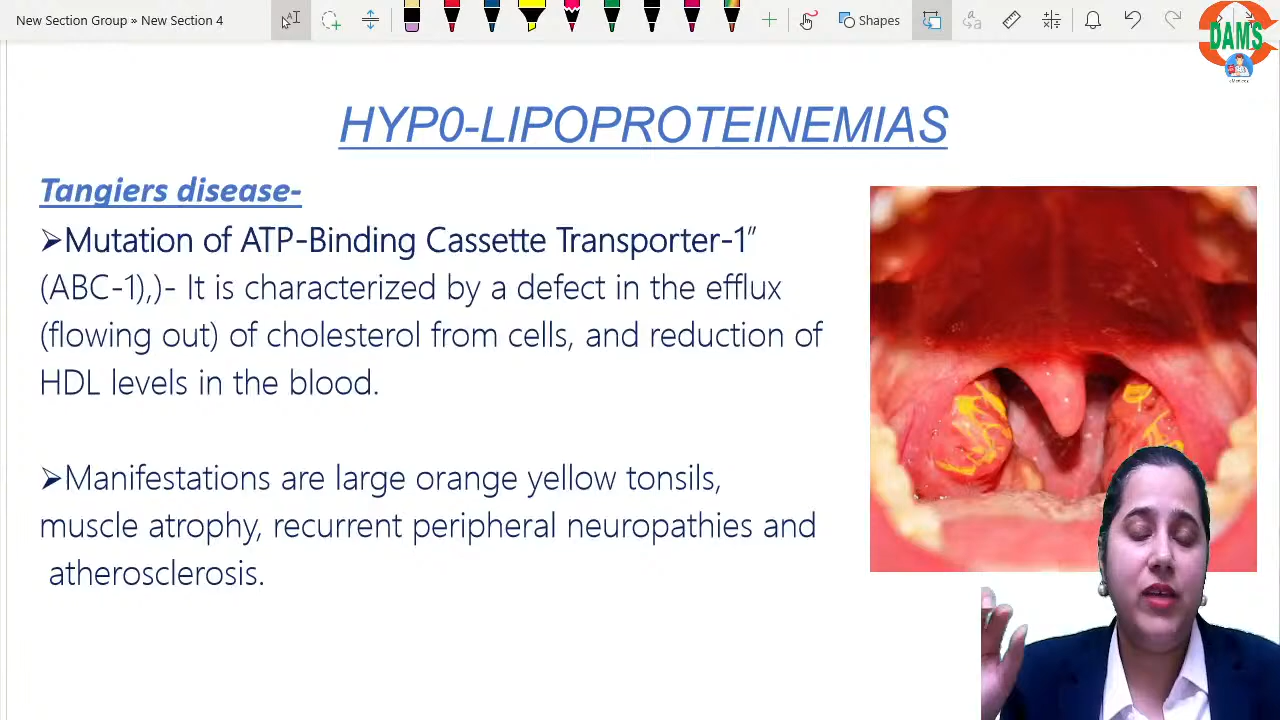 New Section Group » New Section 4
Shapes
DAMS
HYP0-LIPOPROTEINEMIAS
Tangiers disease-
➢Mutation of ATP-Binding Cassette Transporter-1”
(ABC-1),)- It is characterized by a defect in the efflux
(flowing out) of cholesterol from cells, and reduction of
HDL levels in the blood.
➢Manifestations are large orange yellow tonsils,
muscle atrophy, recurrent peripheral neuropathies and
atherosclerosis.